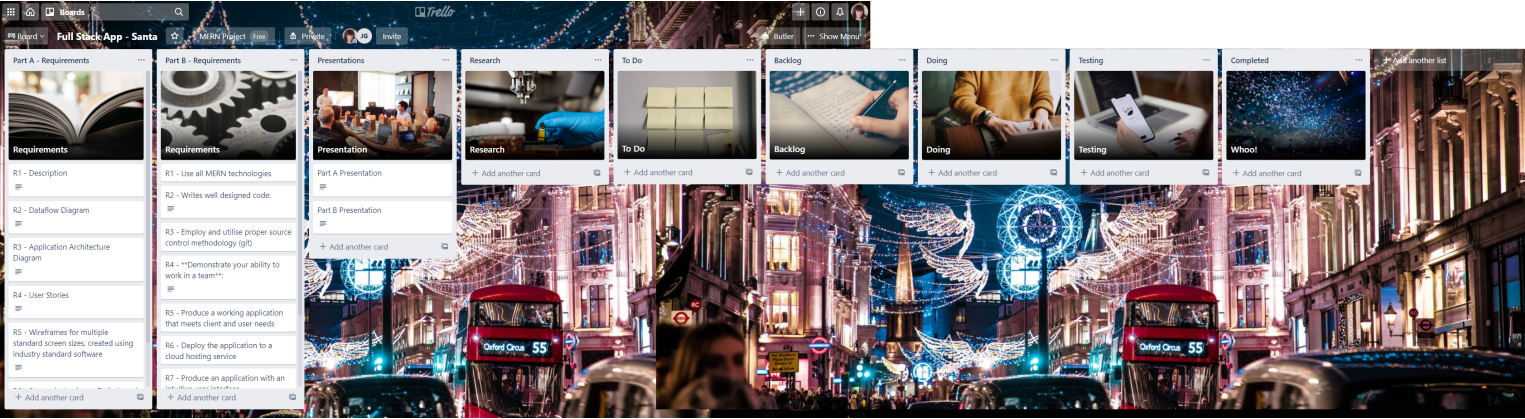 Boards
Trello
Board
Full Stack App - Santa
MERN Project Free
Private
JG
Invite
Butler
Show Menu
Part A - Requirements
Requirements
R1 - Description
R2 - Dataflow Diagram
R3 - Application Architecture
Diagram
R4 - User Stories
R5 - Wireframes for multiple
standard screen sizes, created using
industry standard software
+ Add another card
Part B - Requirements
Requirements
R1 - Use all MERN technologies
R2 - Writes well designed code:
R3 - Employ and utilise proper source
control methodology (git)
R4 - **Demonstrate your ability to
work in a team**:
R5 - Produce a working application
that meets client and user needs
R6 - Deploy the application to a
cloud hosting service
R7 - Produce an application with an
intuitive user interface
+ Add another card
Presentations
Presentation
Part A Presentation
Part B Presentation
+ Add another card
Research
Research
+ Add another card
To Do
To Do
+ Add another card
Backlog
Backlog
+ Add another card
Doing
Doing
+ Add another card
Testing
Testing
+ Add another card
Completed
Whoo!
+ Add another card
+ Add another list
Oxford Circus 55
Oxford Circus 55